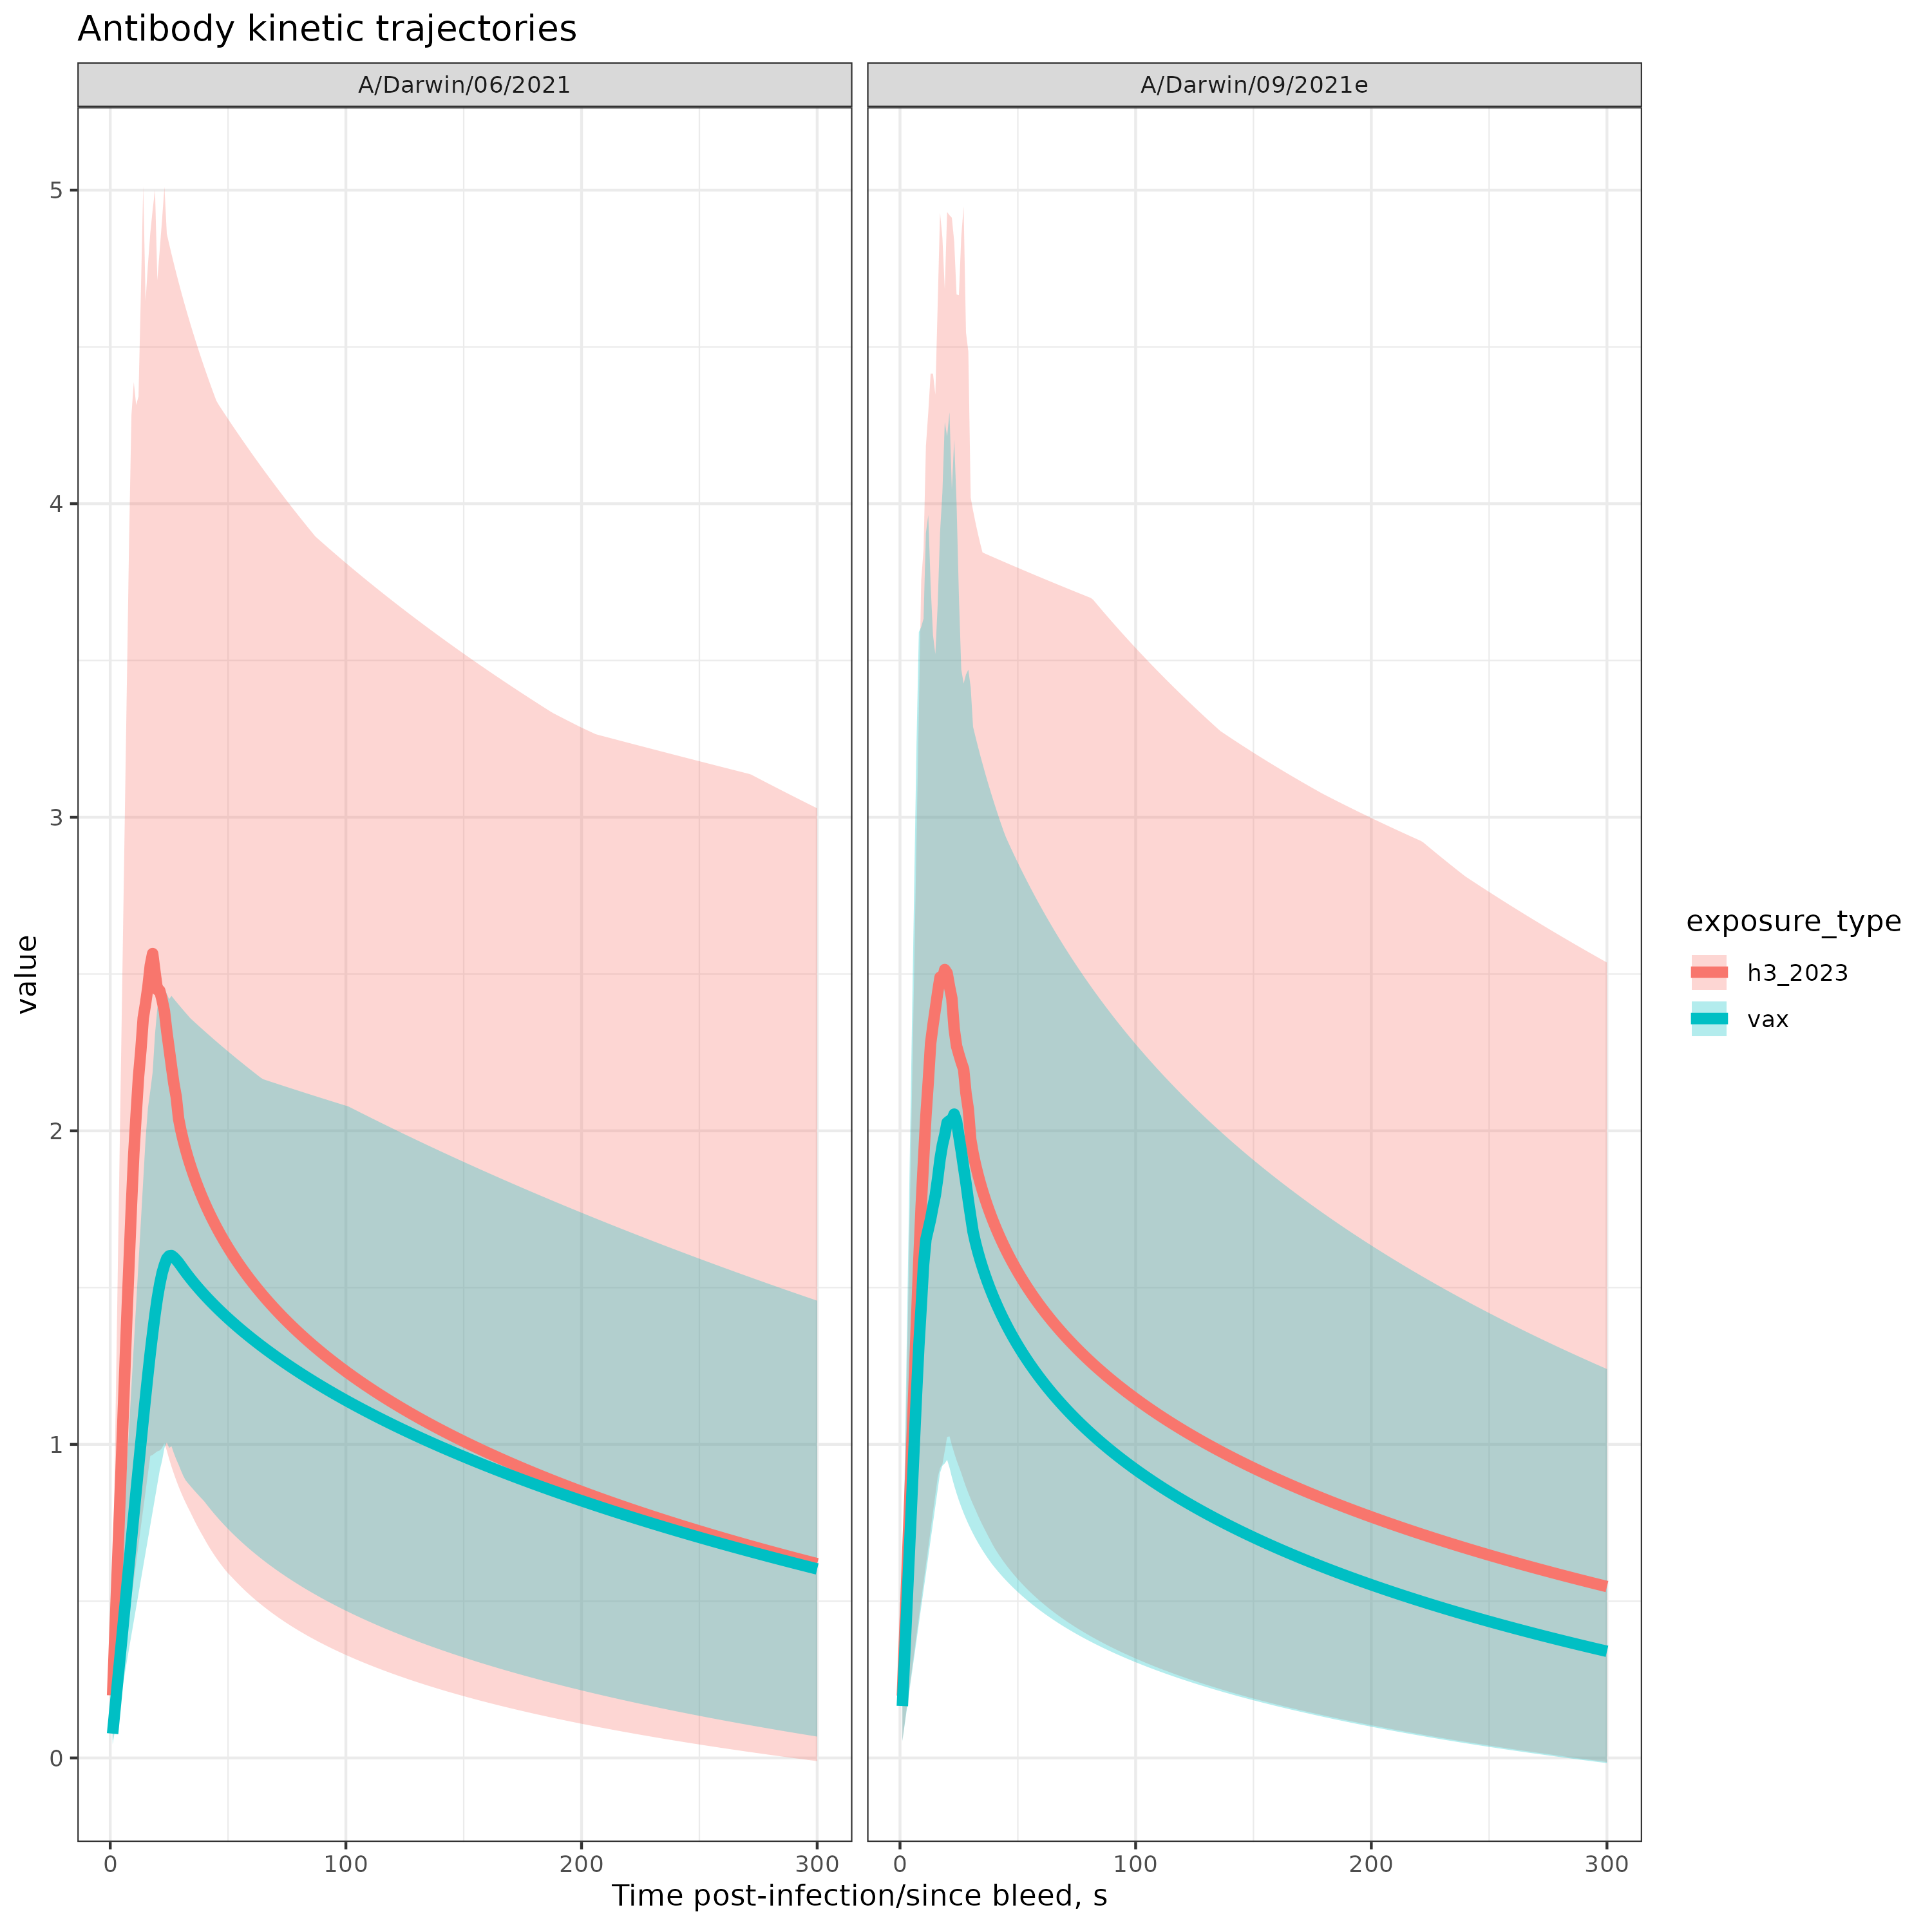 Antibody kinetic trajectories
A/Darwin/06/2021
A/Darwin/09/2021e
5
4
3
2
1
0
value
0 100 200 300
0 100 200 300
Time post-infection/since bleed, s
exposure_type
h3_2023
vax